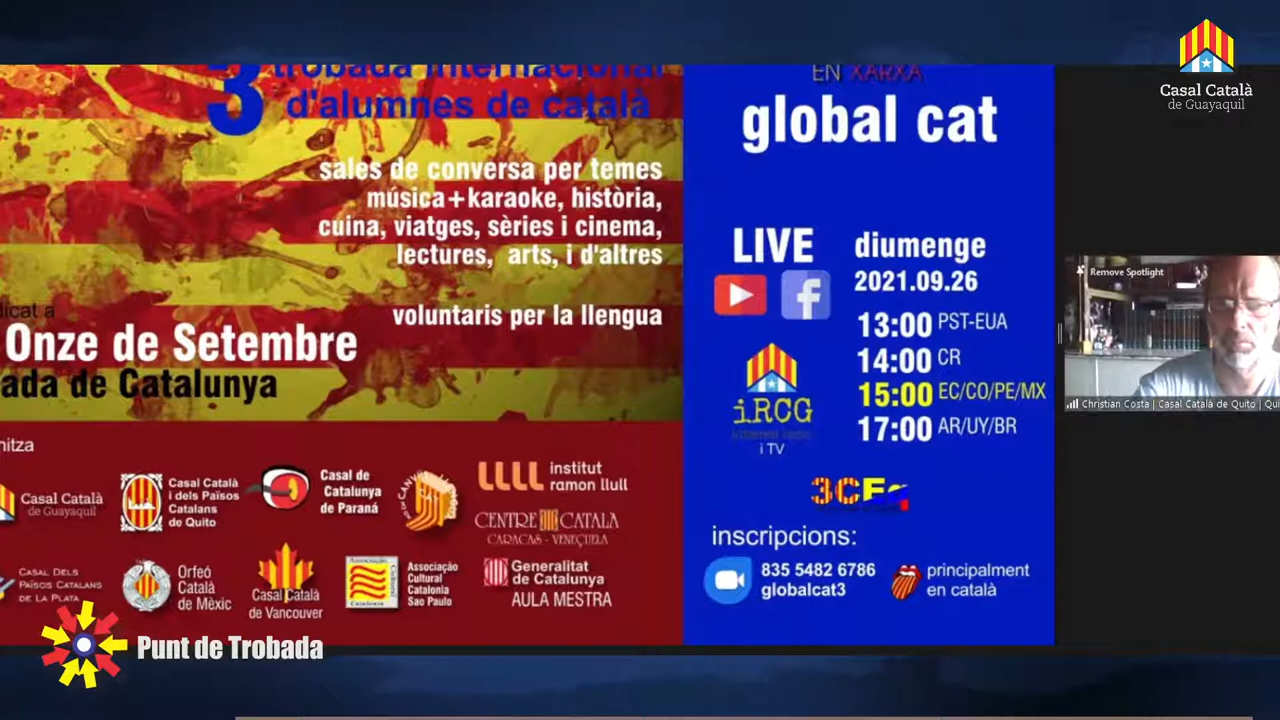 Casal Català
de Guayaquil
3
trobada internacional
d'alumnes de català
sales de conversa per temes
música+karaoke, història,
cuina, viatges, sèries i cinema,
lectures, arts, i d'altres
voluntaris per la llengua
Onze de Setembre
de Catalunya
Casal Català
de Guayaquil
Casal Català
i dels Països
Catalans
de Quito
Casal de
Catalunya
de Paraná
LLLL institut
ramon llull
CENTRE CATALA
CARACAS - VENEÇUELA
CASAL DELS
PAÏSOS CATALANS
DE LA PLATA
Orfeó
Català
de Mèxic
Casal Català
de Vancouver
Associació
Cultural
Catalonia
Sao Paulo
Generalitat
de Catalunya
AULA MESTRA
EN XARXA
global cat
LIVE
diumenge
2021.09.26
13:00 PST-EUA
14:00 CR
15:00 EC/CO/PE/MX
17:00 AR/UY/BR
iRCG
i TV
inscripcions:
835 5482 6786
globalcat3
principalment
en català
Remove Spotlight
Christian Costa | Casal Català de Quito |
Punt de Trobada